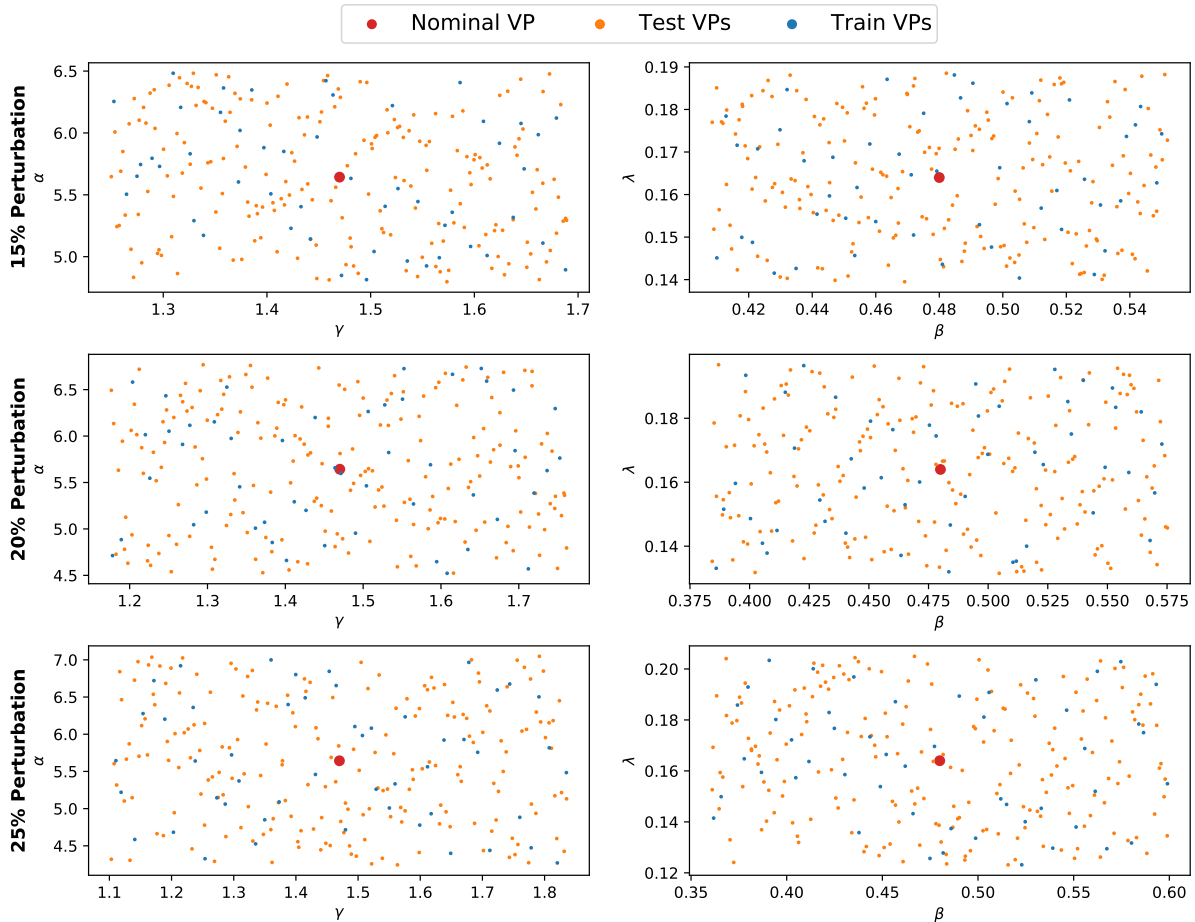 Nominal VP Test VPs Train VPs
15% Perturbation
α
6.5
6.0
5.5
5.0
1.3 1.4 1.5 1.6 1.7
γ
λ
0.19
0.18
0.17
0.16
0.15
0.14
0.42 0.44 0.46 0.48 0.50 0.52 0.54
β
20% Perturbation
α
6.5
6.0
5.5
5.0
4.5
1.2 1.3 1.4 1.5 1.6 1.7
γ
λ
0.18
0.16
0.14
0.375 0.400 0.425 0.450 0.475 0.500 0.525 0.550 0.575
β
25% Perturbation
α
7.0
6.5
6.0
5.5
5.0
4.5
1.1 1.2 1.3 1.4 1.5 1.6 1.7 1.8
γ
λ
0.20
0.18
0.16
0.14
0.12
0.35 0.40 0.45 0.50 0.55 0.60
β